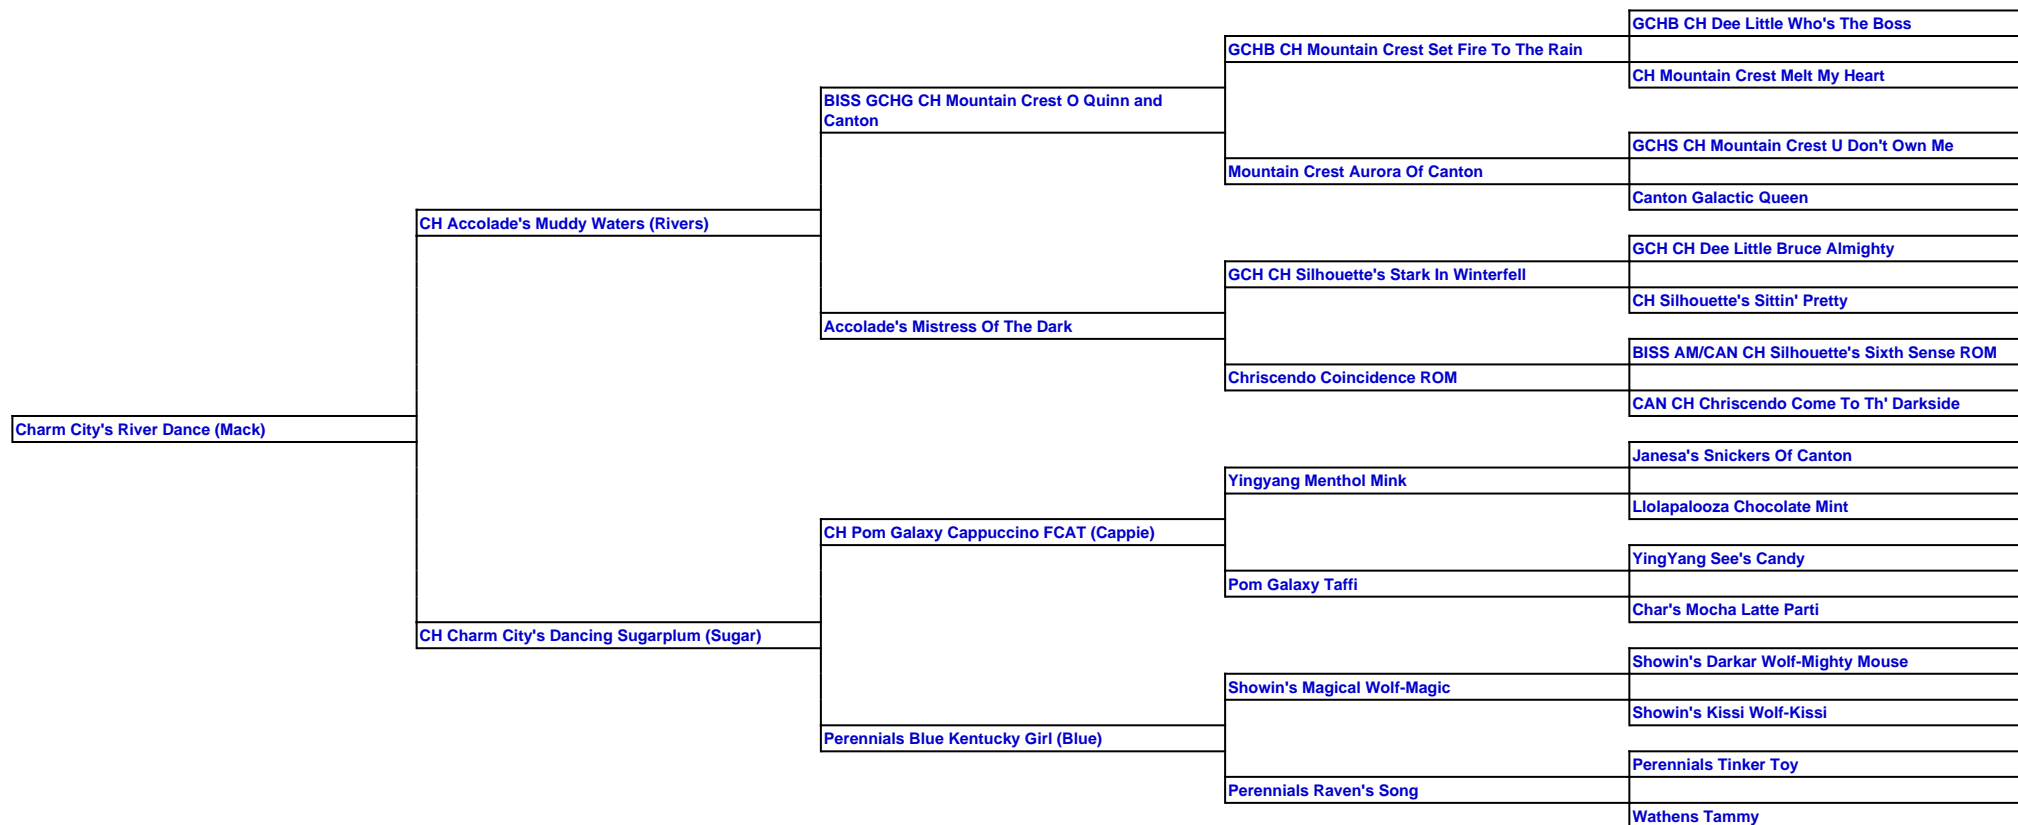 GCHB CH Dee Little Who's The Boss
GCHB CH Mountain Crest Set Fire To The Rain
CH Mountain Crest Melt My Heart
BISS GCHG CH Mountain Crest O Quinn and
Canton
GCHS CH Mountain Crest U Don't Own Me
Mountain Crest Aurora Of Canton
Canton Galactic Queen
CH Accolade's Muddy Waters (Rivers)
GCH CH Dee Little Bruce Almighty
GCH CH Silhouette's Stark In Winterfell
CH Silhouette's Sittin' Pretty
Accolade's Mistress Of The Dark
BISS AM/CAN CH Silhouette's Sixth Sense ROM
Chriscendo Coincidence ROM
CAN CH Chriscendo Come To Th' Darkside
Charm City's River Dance (Mack)
Janesa's Snickers Of Canton
Yingyang Menthol Mink
Llolapalooza Chocolate Mint
CH Pom Galaxy Cappuccino FCAT (Cappie)
YingYang See's Candy
Pom Galaxy Taffi
Char's Mocha Latte Parti
CH Charm City's Dancing Sugarplum (Sugar)
Showin's Darkar Wolf-Mighty Mouse
Showin's Magical Wolf-Magic
Showin's Kissi Wolf-Kissi
Perennials Blue Kentucky Girl (Blue)
Perennials Tinker Toy
Perennials Raven's Song
Wathens Tammy